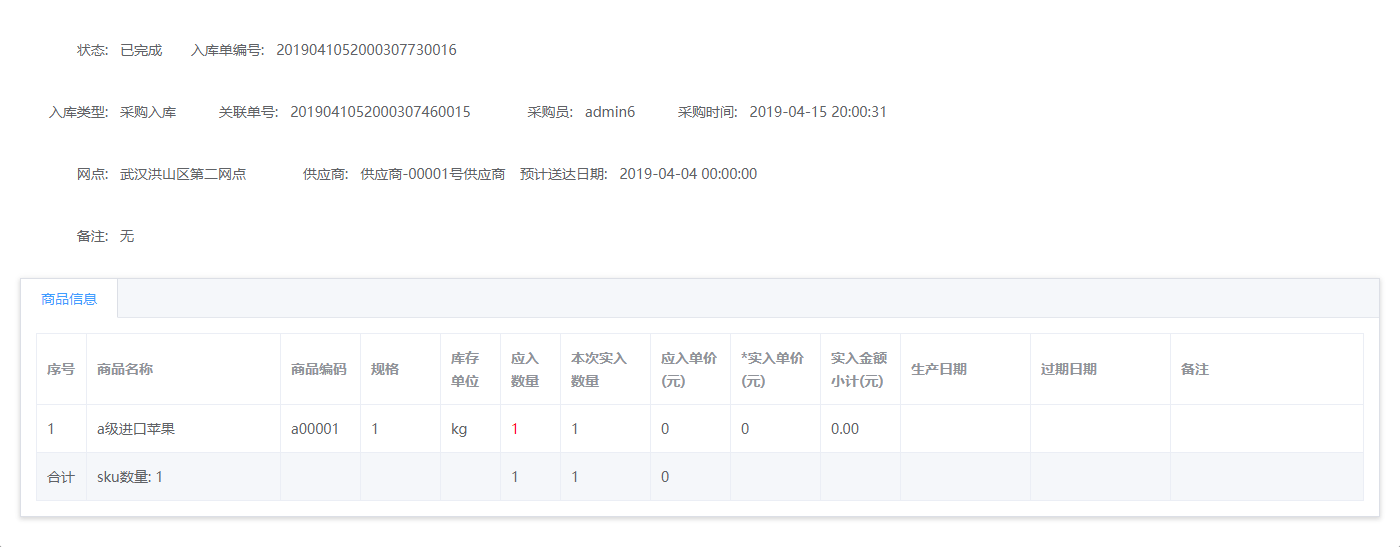 状态: 已完成 入库单编号: 2019041052000307730016
入库类型: 采购入库 关联单号: 2019041052000307460015 采购员: admin6 采购时间: 2019-04-15 20:00:31
网点: 武汉洪山区第二网点 供应商: 供应商-00001号供应商 预计送达日期: 2019-04-04 00:00:00
备注: 无
商品信息
序号 商品名称 商品编码 规格 库存单位 应入数量 本次实入数量 应入单价(元) *实入单价(元) 实入金额小计(元) 生产日期 过期日期 备注
1 a级进口苹果 a00001 1 kg 1 1 0 0 0.00
合计 sku数量: 1 1 1 0